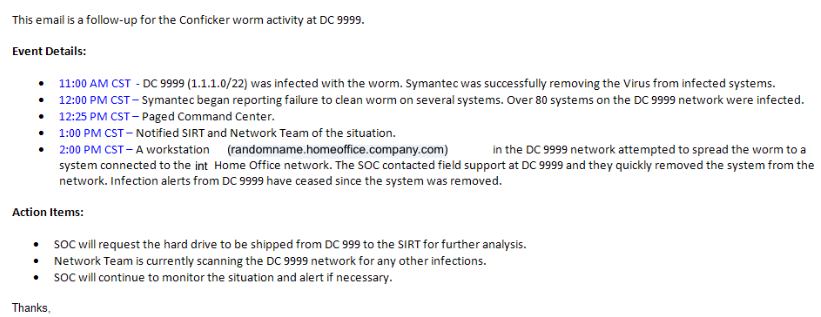 This email is a follow-up for the Conficker worm activity at DC 9999.
Event Details:
• 11:00 AM CST - DC 9999 (1.1.1.0/22) was infected with the worm. Symantec was successfully removing the Virus from infected systems.
• 12:00 PM CST – Symantec began reporting failure to clean worm on several systems. Over 80 systems on the DC 9999 network were infected.
• 12:25 PM CST – Paged Command Center.
• 1:00 PM CST – Notified SIRT and Network Team of the situation.
• 2:00 PM CST – A workstation (randomname.homeoffice.company.com) in the DC 9999 network attempted to spread the worm to a
system connected to the int Home Office network. The SOC contacted field support at DC 9999 and they quickly removed the system from the
network. Infection alerts from DC 9999 have ceased since the system was removed.
Action Items:
• SOC will request the hard drive to be shipped from DC 999 to the SIRT for further analysis.
• Network Team is currently scanning the DC 9999 network for any other infections.
• SOC will continue to monitor the situation and alert if necessary.
Thanks,